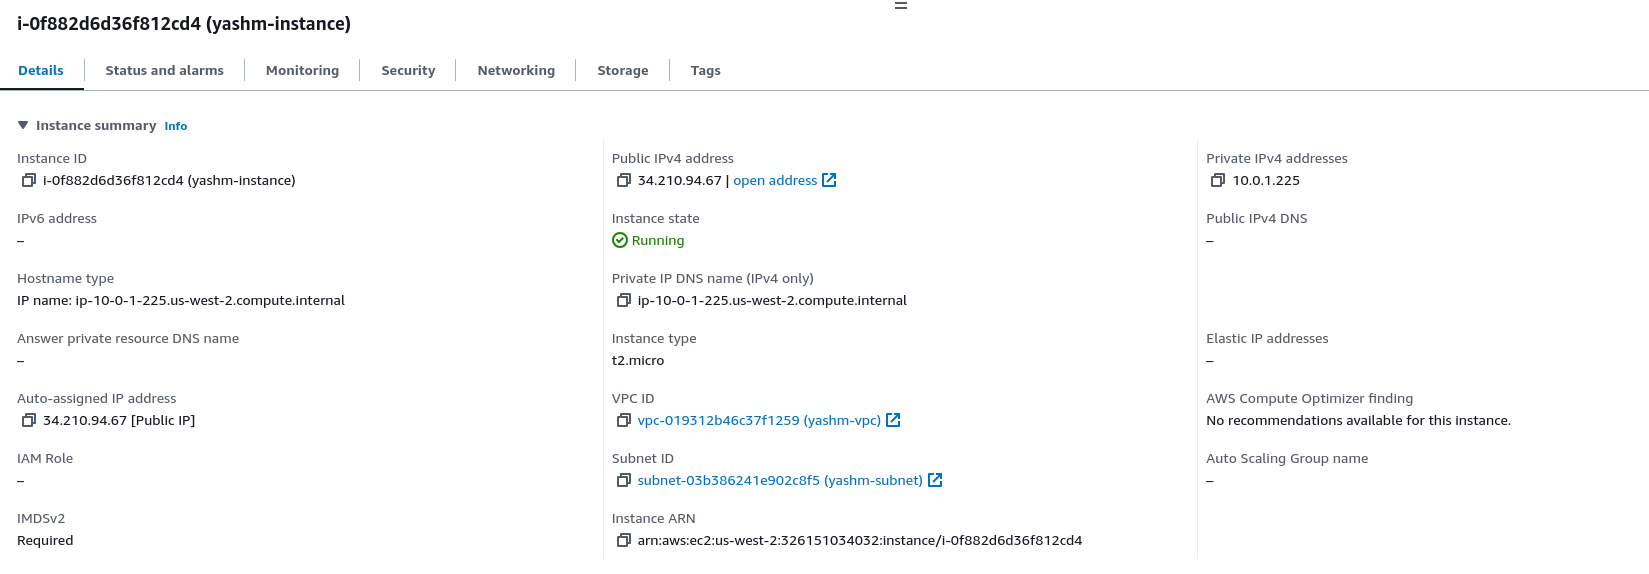 i-0f882d6d36f812cd4 (yashm-instance)
Details
Status and alarms
Monitoring
Security
Networking
Storage
Tags
Instance summary Info
Instance ID
i-0f882d6d36f812cd4 (yashm-instance)
Public IPv4 address
34.210.94.67 | open address
Private IPv4 addresses
10.0.1.225
IPv6 address
–
Instance state
Running
Public IPv4 DNS
–
Hostname type
IP name: ip-10-0-1-225.us-west-2.compute.internal
Private IP DNS name (IPv4 only)
ip-10-0-1-225.us-west-2.compute.internal
Answer private resource DNS name
–
Instance type
t2.micro
Elastic IP addresses
–
Auto-assigned IP address
34.210.94.67 [Public IP]
VPC ID
vpc-019312b46c37f1259 (yashm-vpc)
AWS Compute Optimizer finding
No recommendations available for this instance.
IAM Role
–
Subnet ID
subnet-03b386241e902c8f5 (yashm-subnet)
Auto Scaling Group name
–
IMDSv2
Required
Instance ARN
arn:aws:ec2:us-west-2:326151034032:instance/i-0f882d6d36f812cd4